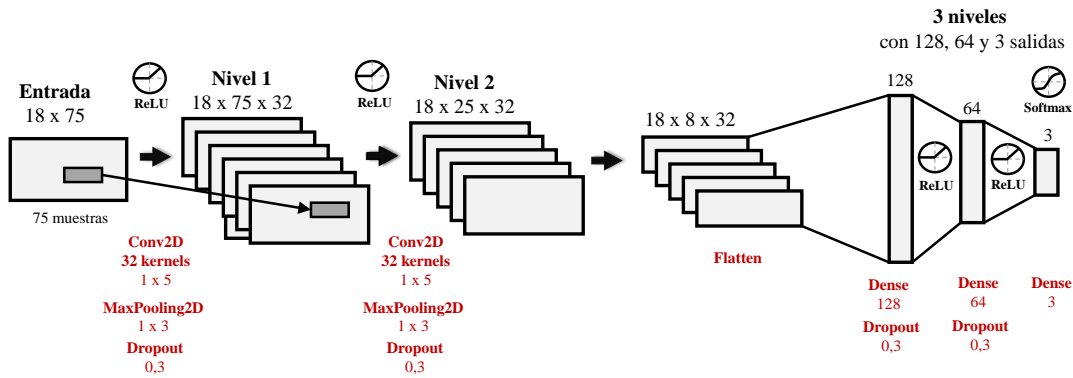 3 niveles
con 128, 64 y 3 salidas
Entrada
18 x 75
ReLU
Nivel 1
18 x 75 x 32
ReLU
Nivel 2
18 x 25 x 32
18 x 8 x 32
128
ReLU
64
ReLU
Softmax
3
75 muestras
Conv2D
32 kernels
1 x 5
MaxPooling2D
1 x 3
Dropout
0,3
Conv2D
32 kernels
1 x 5
MaxPooling2D
1 x 3
Dropout
0,3
Flatten
Dense
128
Dropout
0,3
Dense
64
Dropout
0,3
Dense
3